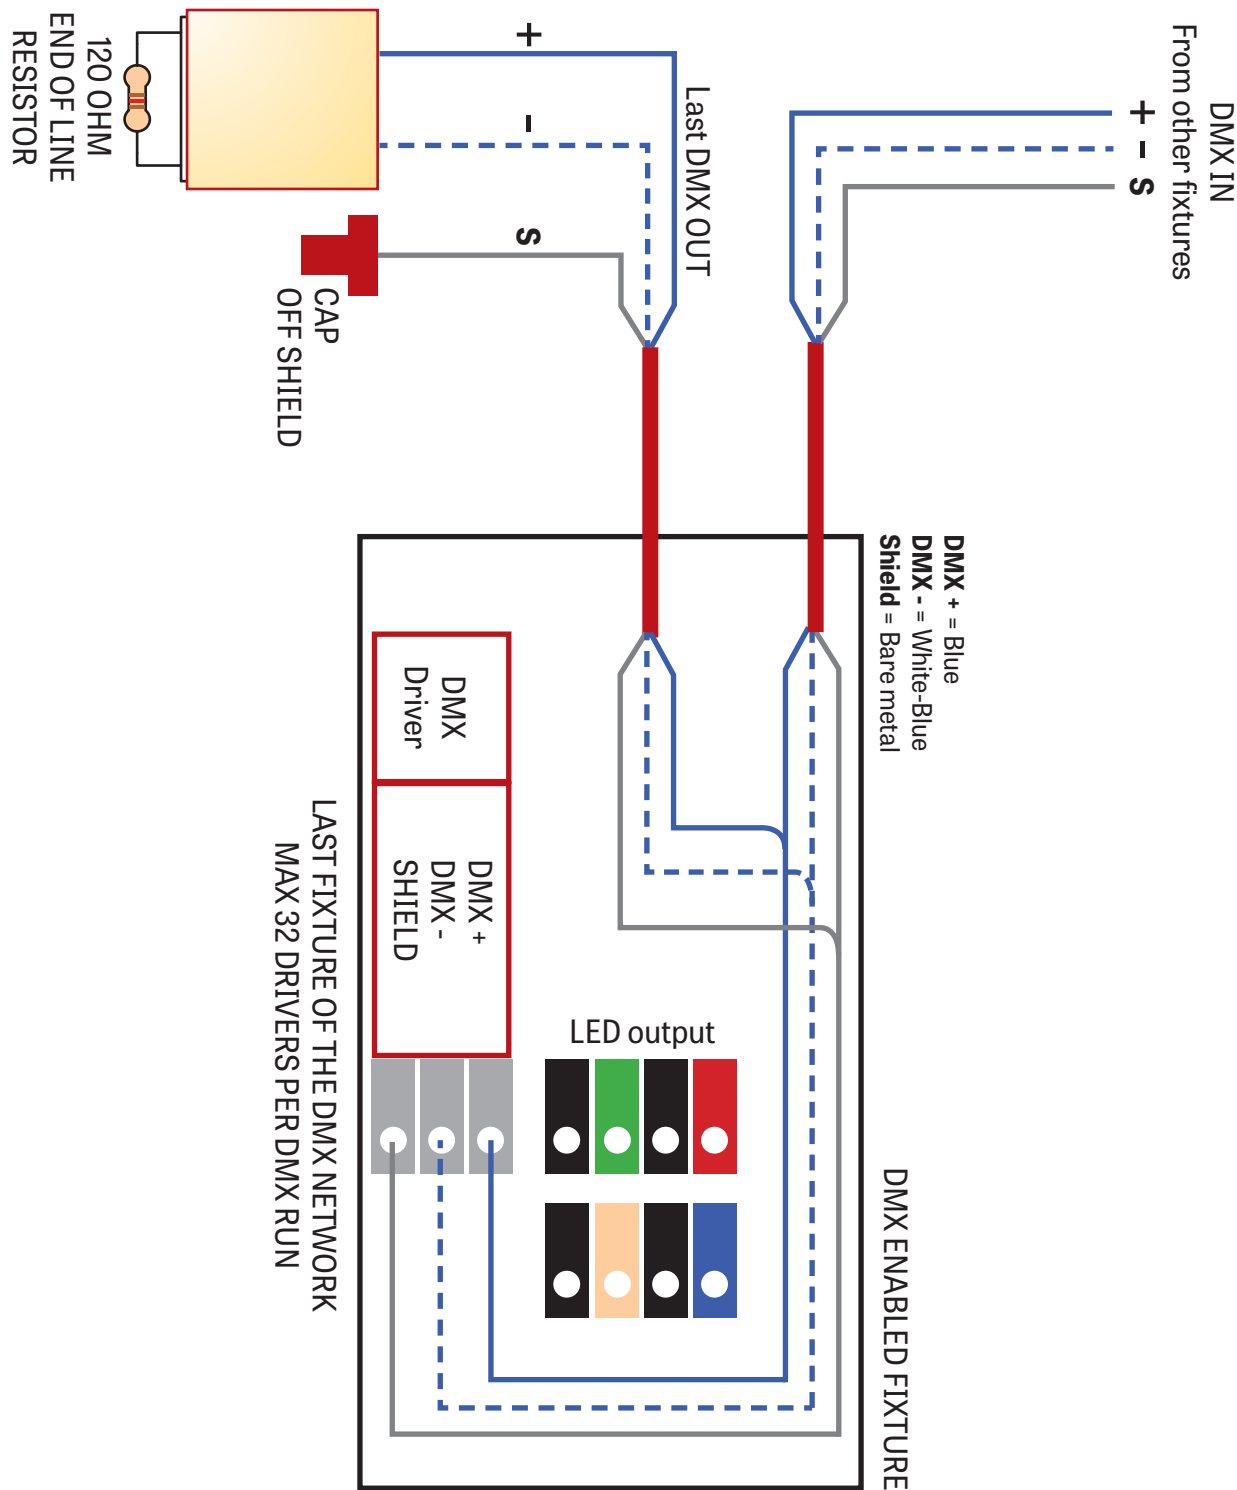 DMX IN
From other fixtures
+
-
S
Last DMX OUT
+
-
S
120 OHM
END OF LINE
RESISTOR
CAP
OFF SHIELD
DMX + = Blue
DMX - = White-Blue
Shield = Bare metal
DMX
Driver
DMX +
DMX -
SHIELD
LED output
DMX ENABLED FIXTURE
LAST FIXTURE OF THE DMX NETWORK
MAX 32 DRIVERS PER DMX RUN